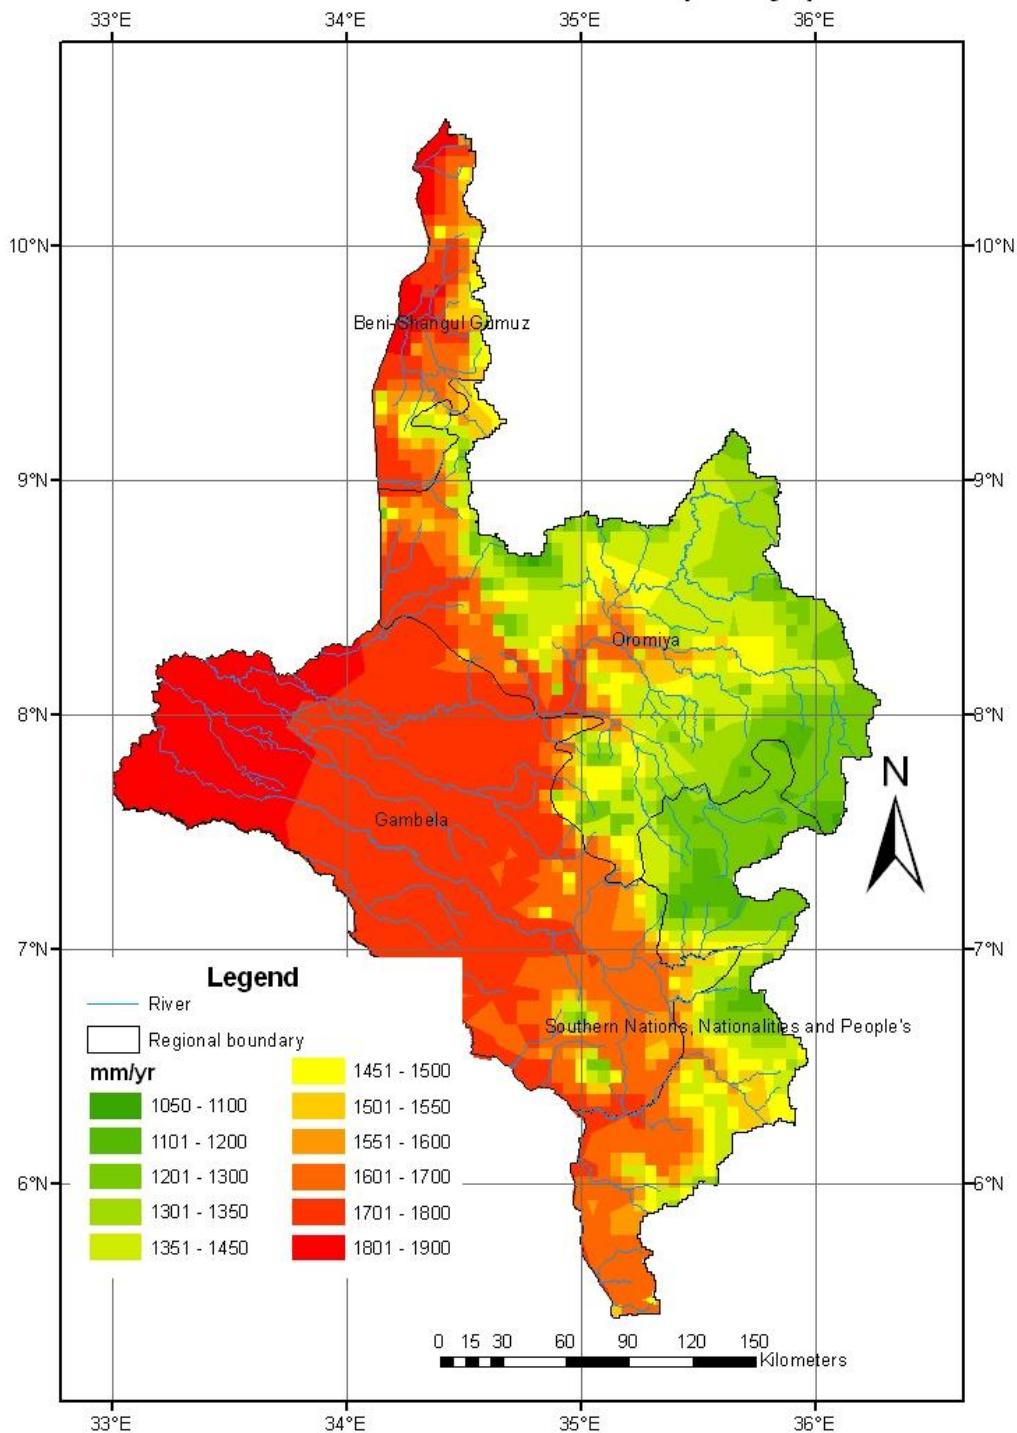 33°E 34°E 35°E 36°E
10°N 10°N
Beni-Shangul Gumuz
9°N 9°N
Oromiya
8°N 8°N
N
Gambela
7°N 7°N
Legend
River
Southern Nations, Nationalities and People's
Regional boundary
mm/yr
1050 - 1100
1101 - 1200
1201 - 1300
1301 - 1350
1351 - 1450
1451 - 1500
1501 - 1550
1551 - 1600
1601 - 1700
1701 - 1800
1801 - 1900
6°N 6°N
0 15 30 60 90 120 150
Kilometers
33°E 34°E 35°E 36°E